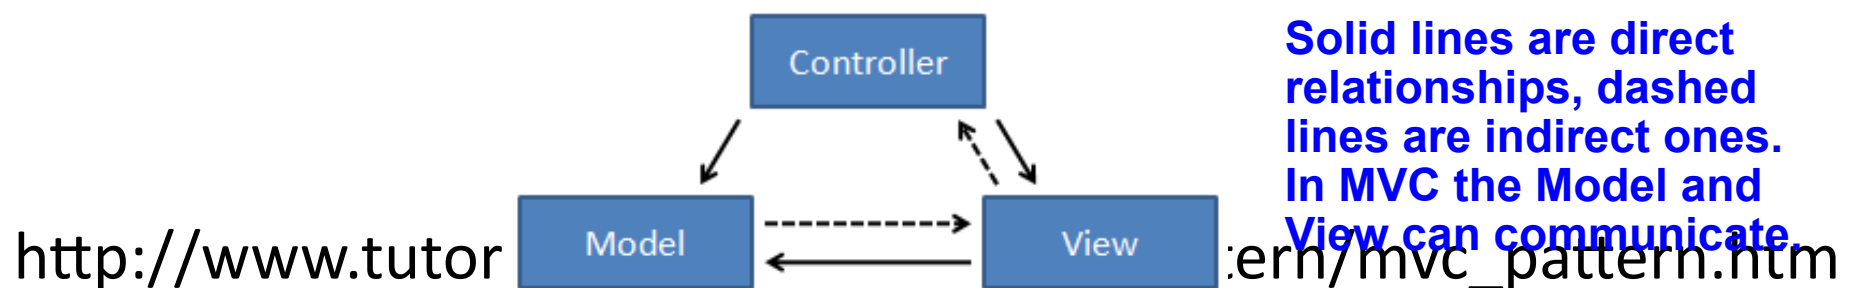 Controller
Solid lines are direct
relationships, dashed
lines are indirect ones.
In MVC the Model and
View can communicate.
http://www.tutor
Model
View
ern/mvc_pattern.htm